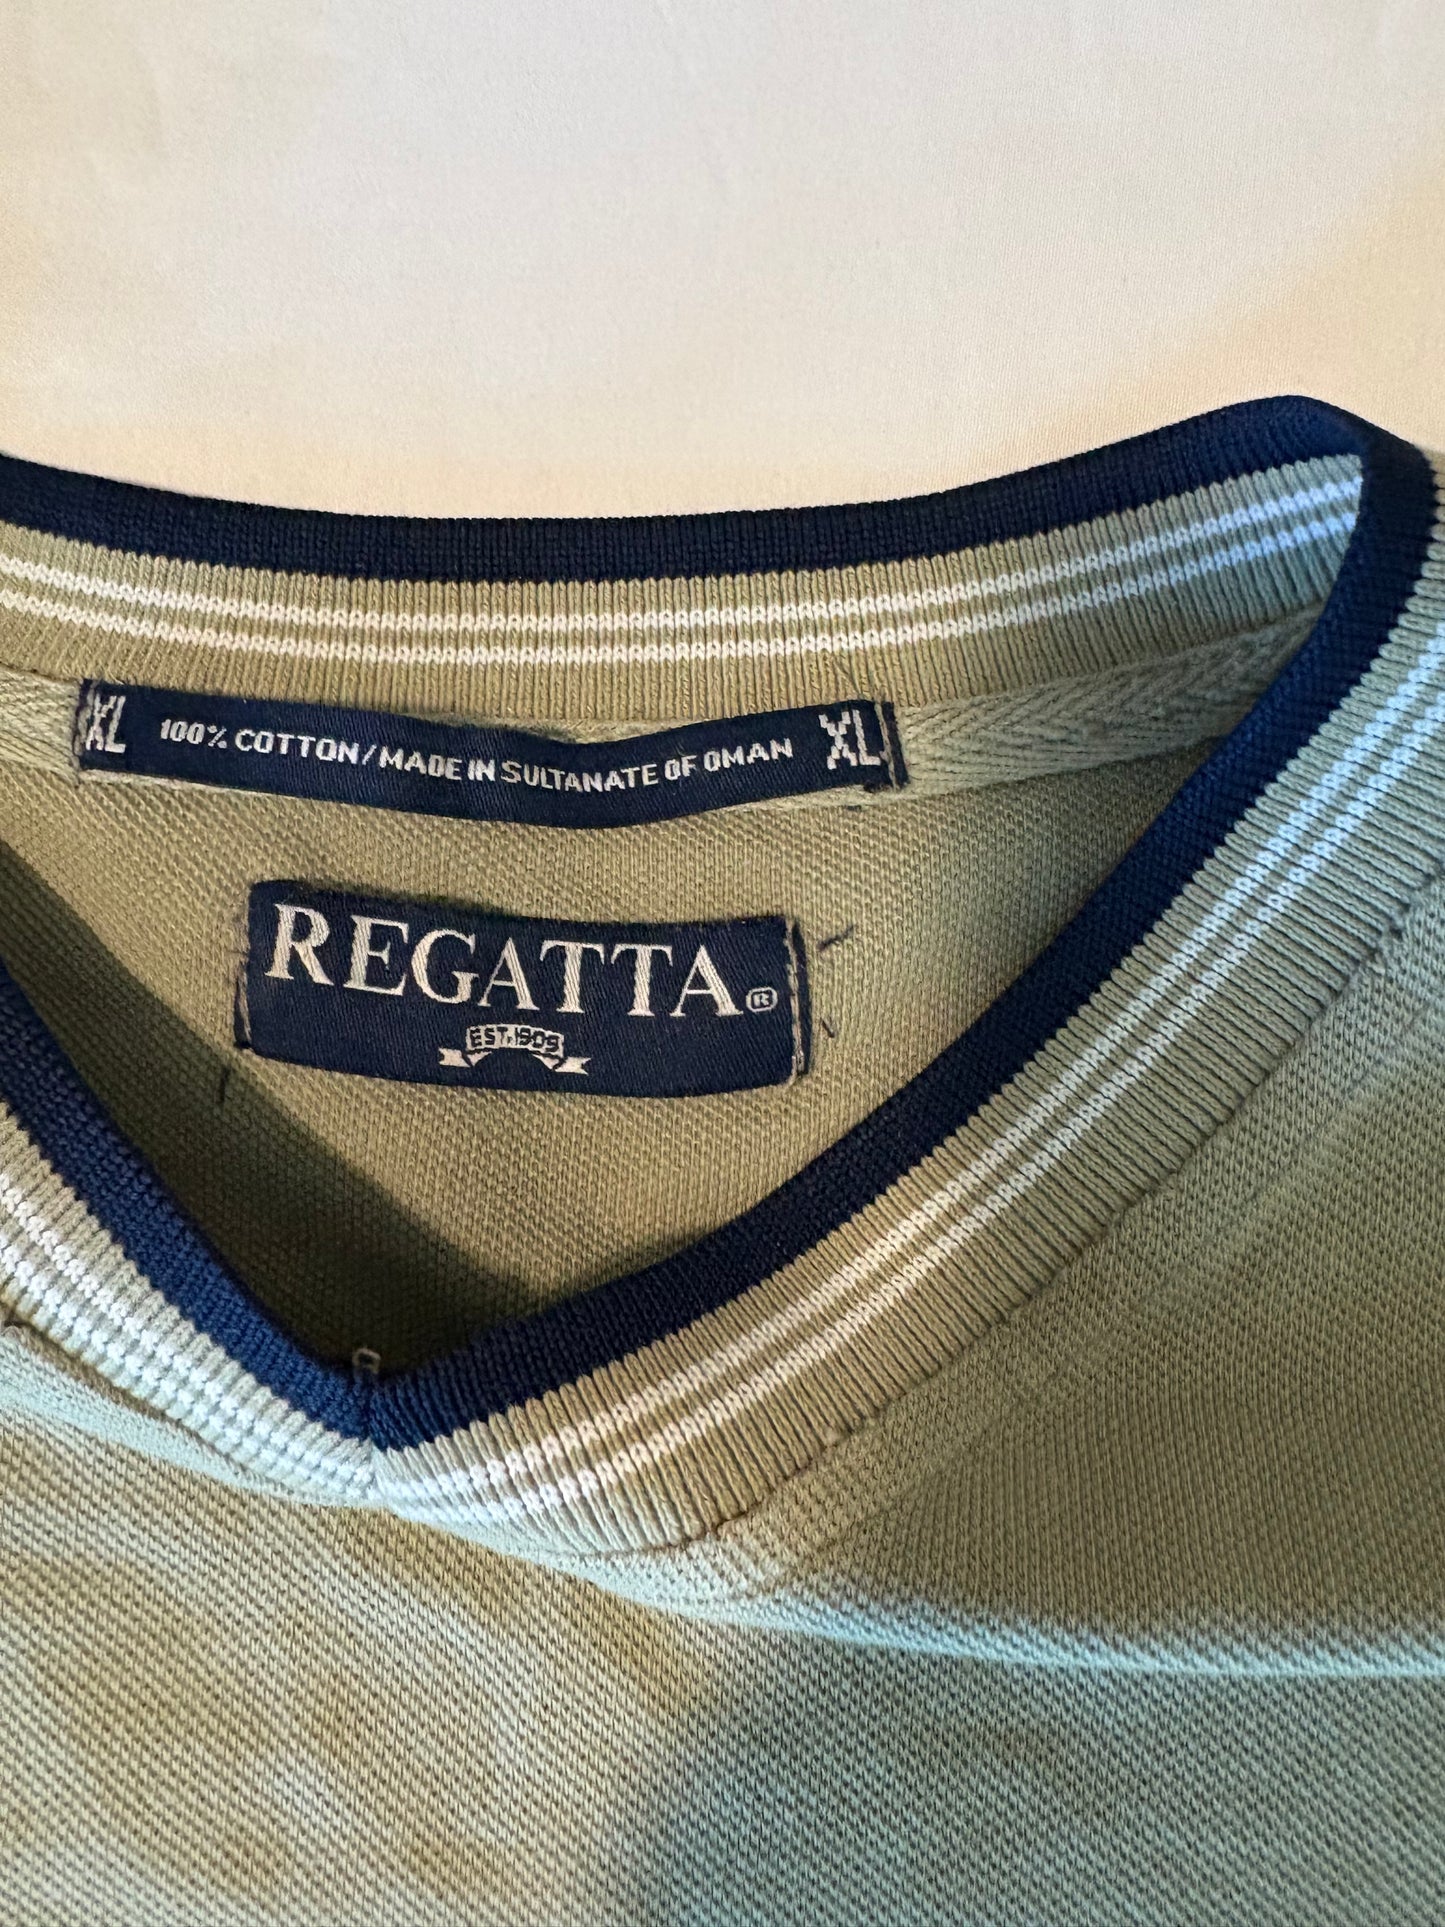 XL 100% COTTON/MADE IN SULTANATE OF OMAN XL
REGATTA®
EST. 1909